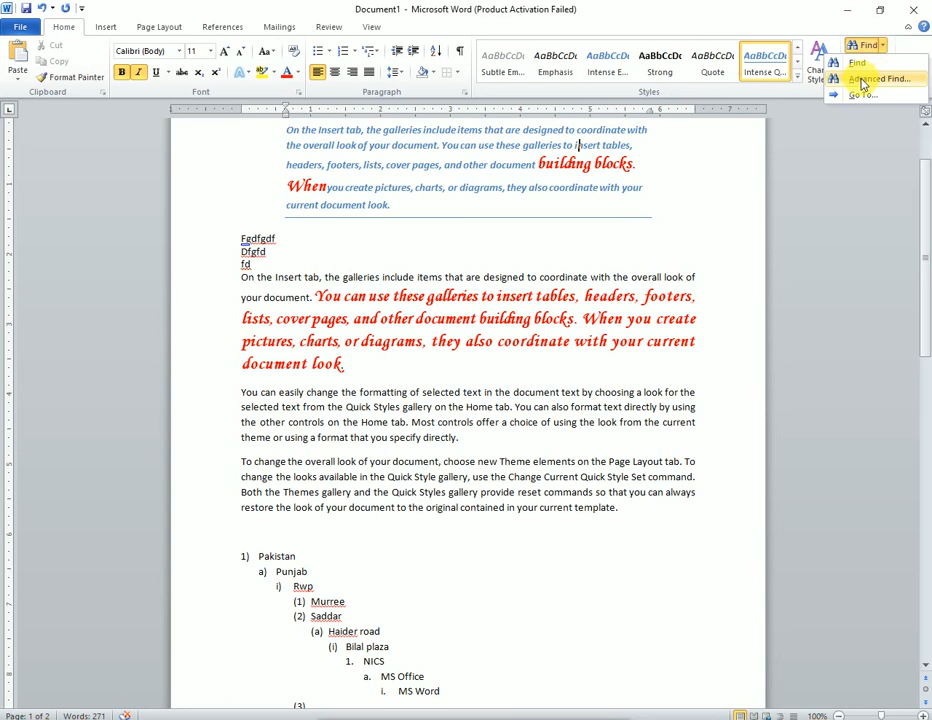 Document1 - Microsoft Word (Product Activation Failed)
File Home Insert Page Layout References Mailings Review View
Paste
Cut
Copy
Format Painter
Clipboard
Calibri (Body) 11
Font
Paragraph
AaBbCcDc AaBbCcDc AaBbCcDc AaBbCcDc AaBbCcDc AaBbCcDc
Subtle Em... Emphasis Intense E... Strong Quote Intense Q...
Styles
Find
Find
Advanced Find...
Go To...
On the Insert tab, the galleries include items that are designed to coordinate with
the overall look of your document. You can use these galleries to insert tables,
headers, footers, lists, cover pages, and other document building blocks.
When you create pictures, charts, or diagrams, they also coordinate with your
current document look.
Fgdfgdf
Dfgfd
fd
On the Insert tab, the galleries include items that are designed to coordinate with the overall look of
your document. You can use these galleries to insert tables, headers, footers,
lists, cover pages, and other document building blocks. When you create
pictures, charts, or diagrams, they also coordinate with your current
document look.
You can easily change the formatting of selected text in the document text by choosing a look for the
selected text from the Quick Styles gallery on the Home tab. You can also format text directly by using
the other controls on the Home tab. Most controls offer a choice of using the look from the current
theme or using a format that you specify directly.
To change the overall look of your document, choose new Theme elements on the Page Layout tab. To
change the looks available in the Quick Style gallery, use the Change Current Quick Style Set command.
Both the Themes gallery and the Quick Styles gallery provide reset commands so that you can always
restore the look of your document to the original contained in your current template.
1) Pakistan
a) Punjab
i) Rwp
(1) Murree
(2) Saddar
(a) Haider road
(i) Bilal plaza
1. NICS
a. MS Office
i. MS Word
(3)
Page: 1 of 2 Words: 271 100%